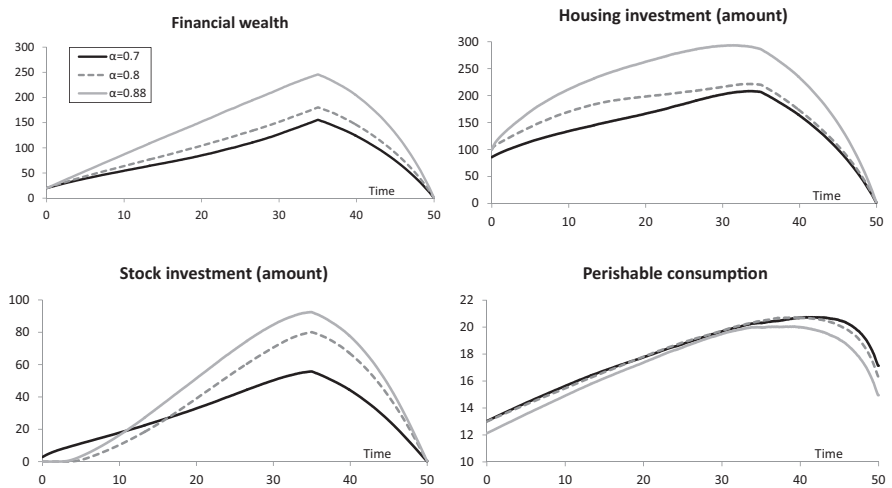 Financial wealth
300
250
200
150
100
50
0
α=0.7
α=0.8
α=0.88
Time
0 10 20 30 40 50
Housing investment (amount)
300
250
200
150
100
50
0
Time
0 10 20 30 40 50
Stock investment (amount)
100
80
60
40
20
0
Time
0 10 20 30 40 50
Perishable consumption
22
20
18
16
14
12
10
Time
0 10 20 30 40 50